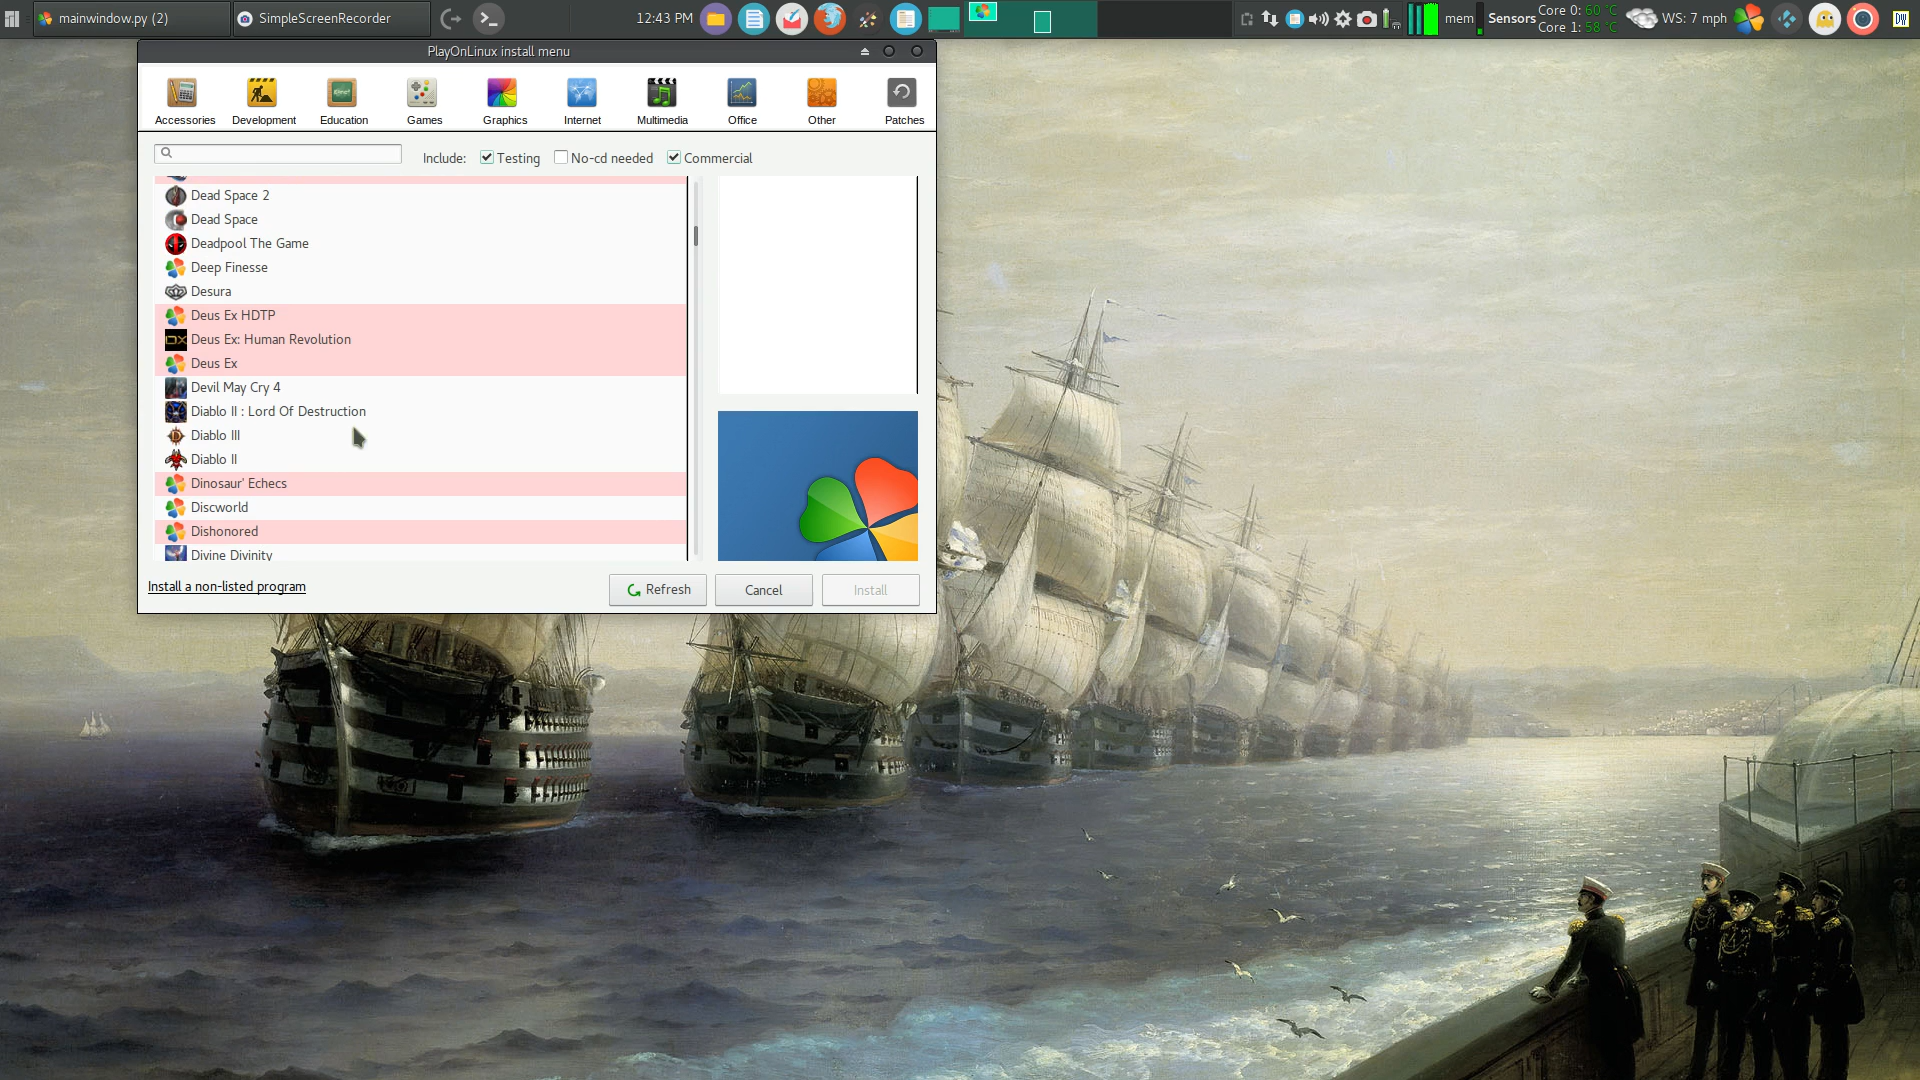 mainwindow.py (2)
SimpleScreenRecorder
12:43 PM
mem
Sensors
Core 0: 60 °C
Core 1: 58 °C
WS: 7 mph
PlayOnLinux install menu
Accessories
Development
Education
Games
Graphics
Internet
Multimedia
Office
Other
Patches
Include:
Testing
No-cd needed
Commercial
Dead Space 2
Dead Space
Deadpool The Game
Deep Finesse
Desura
Deus Ex HDTP
Deus Ex: Human Revolution
Deus Ex
Devil May Cry 4
Diablo II : Lord Of Destruction
Diablo III
Diablo II
Dinosaur' Echecs
Discworld
Dishonored
Divine Divinity
Install a non-listed program
Refresh
Cancel
Install